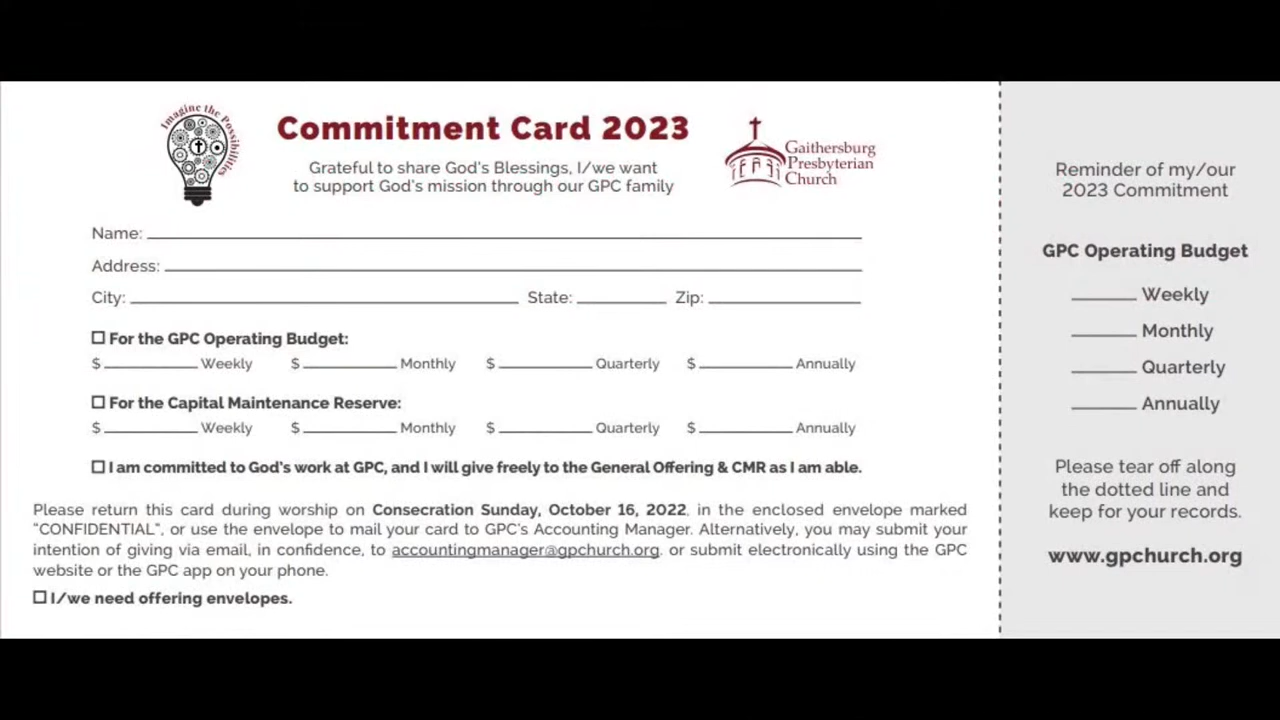 Imagine the Possibilities
Commitment Card 2023
Grateful to share God's Blessings, I/we want
to support God's mission through our GPC family
Gaithersburg
Presbyterian
Church
Name:
Address:
City: State: Zip:
For the GPC Operating Budget:
$ Weekly $ Monthly $ Quarterly $ Annually
For the Capital Maintenance Reserve:
$ Weekly $ Monthly $ Quarterly $ Annually
I am committed to God's work at GPC, and I will give freely to the General Offering & CMR as I am able.
Please return this card during worship on Consecration Sunday, October 16, 2022, in the enclosed envelope marked
"CONFIDENTIAL", or use the envelope to mail your card to GPC's Accounting Manager. Alternatively, you may submit your
intention of giving via email, in confidence, to accountingmanager@gpchurch.org. or submit electronically using the GPC
website or the GPC app on your phone.
I/we need offering envelopes.
Reminder of my/our
2023 Commitment
GPC Operating Budget
Weekly
Monthly
Quarterly
Annually
Please tear off along
the dotted line and
keep for your records.
www.gpchurch.org